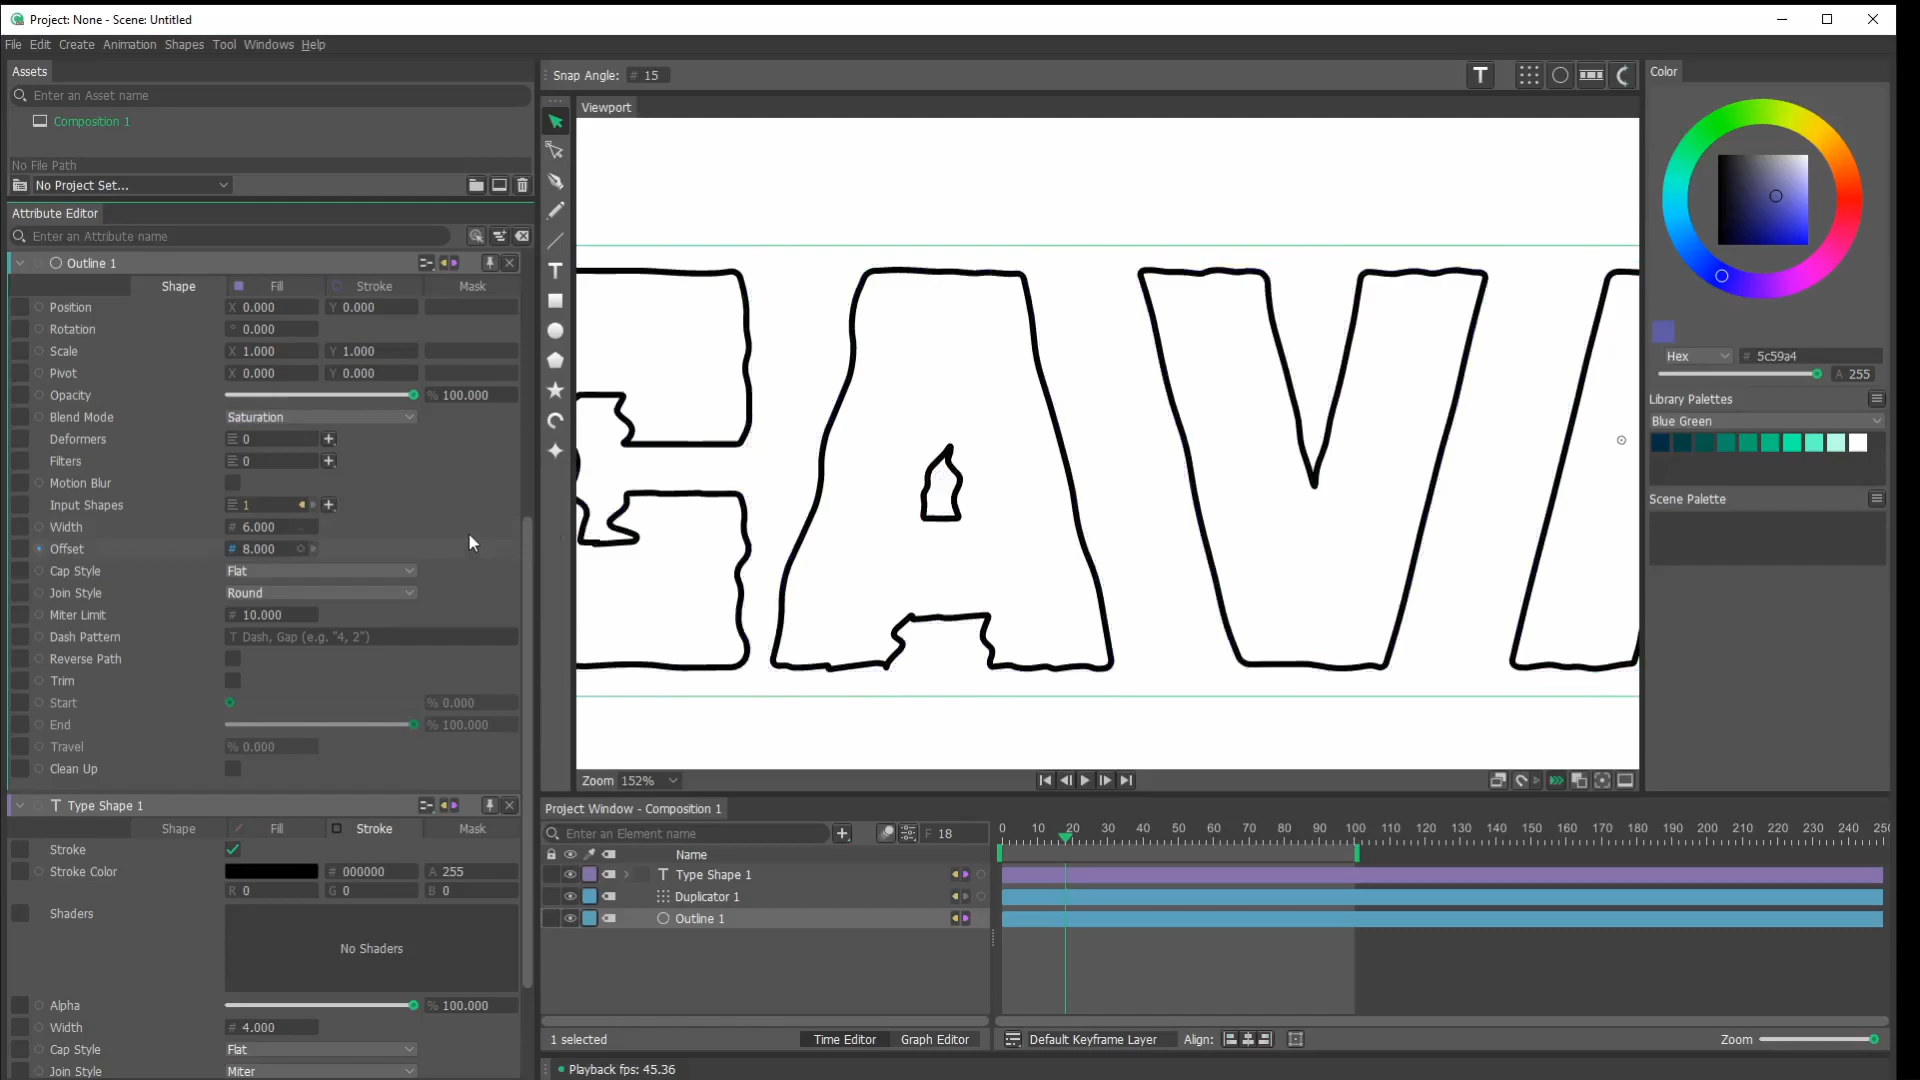 Project: None - Scene: Untitled
File Edit Create Animation Shapes Tool Windows Help
Assets
Enter an Asset name
Composition 1
No File Path
No Project Set...
Attribute Editor
Enter an Attribute name
Outline 1
Shape Fill Stroke Mask
Position X 0.000 Y 0.000
Rotation ° 0.000
Scale X 1.000 Y 1.000
Pivot X 0.000 Y 0.000
Opacity % 100.000
Blend Mode Saturation
Deformers 0
Filters 0
Motion Blur
Input Shapes 1
Width # 6.000
Offset # 8.000
Cap Style Flat
Join Style Round
Miter Limit # 10.000
Dash Pattern T Dash, Gap (e.g. "4, 2")
Reverse Path
Trim
Start % 0.000
End % 100.000
Travel % 0.000
Clean Up
T Type Shape 1
Shape Fill Stroke Mask
Stroke
Stroke Color # 000000 A 255
R 0 G 0 B 0
Shaders
No Shaders
Alpha % 100.000
Width # 4.000
Cap Style Flat
Join Style Miter
Snap Angle: # 15 T
Viewport
T
AV
Zoom 152%
Project Window - Composition 1
Enter an Element name F 18
0 10 20 30 40 50 60 70 80 90 100 110 120 130 140 150 160 170 180 190 200 210 220 230 240 250
Name
T Type Shape 1
Duplicator 1
Outline 1
1 selected Time Editor Graph Editor Default Keyframe Layer Align: Zoom
Playback fps: 45.36
Color
Hex # 5c59a4
A 255
Library Palettes
Blue Green
Scene Palette